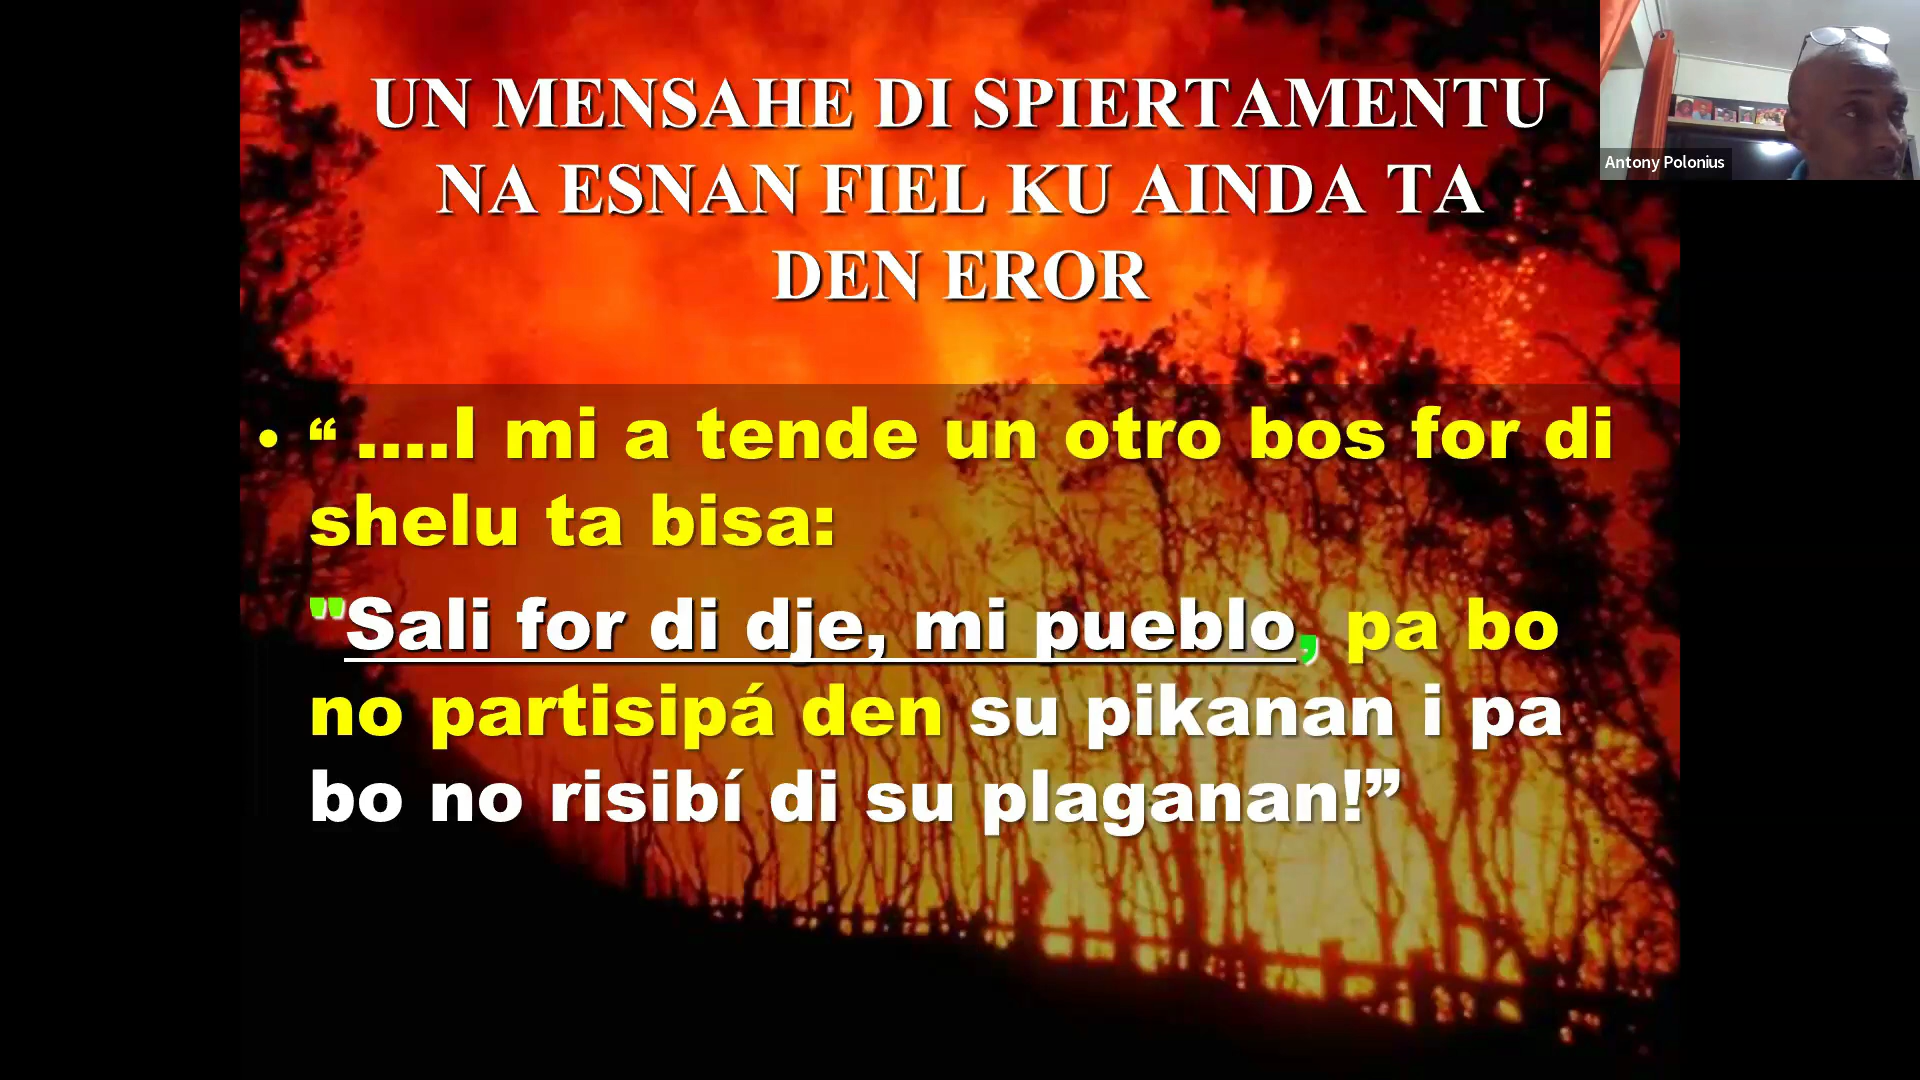 UN MENSAHE DI SPIERTAMENTU
NA ESNAN FIEL KU AINDA TA
DEN EROR
Antony Polonius
• “ ....I mi a tende un otro bos for di
shelu ta bisa:
"Sali for di dje, mi pueblo, pa bo
no partisipá den su pikanan i pa
bo no risibí di su plaganan!”